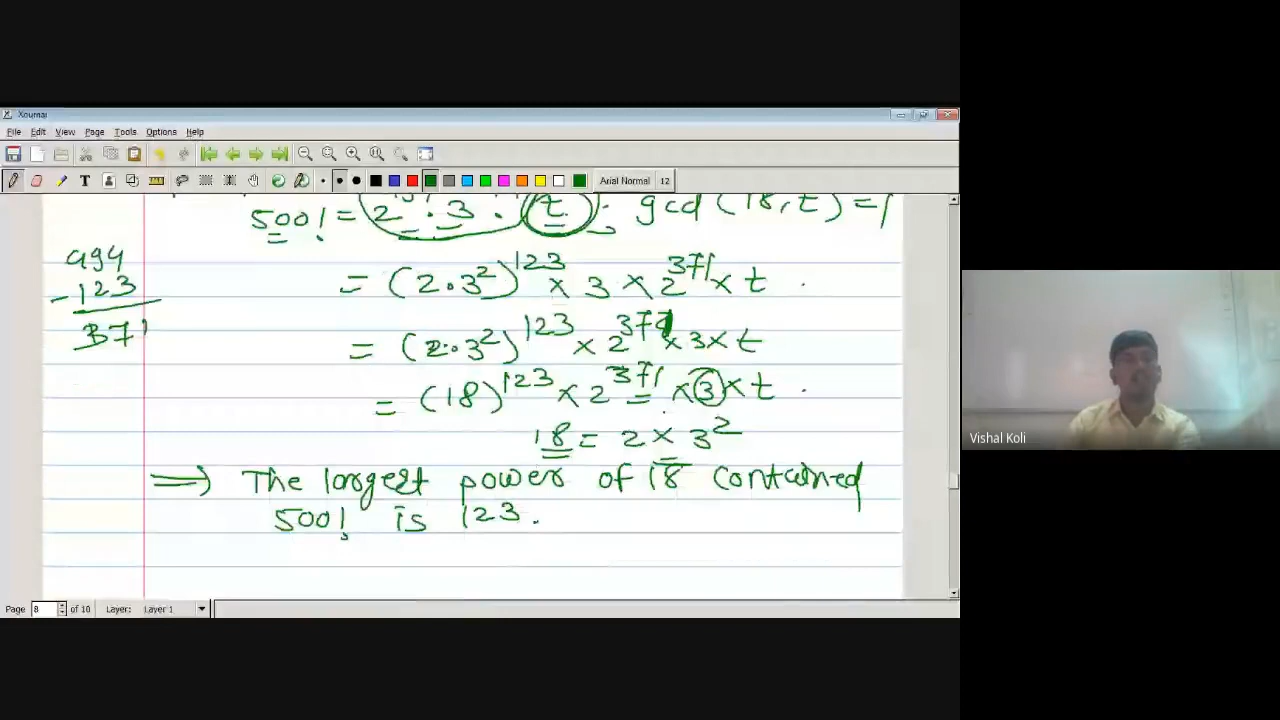 Xournal
File Edit View Page Tools Options Help
Arial Normal 12
500! = 2 . 3 . t . gcd (18, t) = 1
494
- 123
371
= (2·3²)¹²³ × 3 × 2³⁷¹ × t .
= (2·3²)¹²³ × 2³⁷¹ × 3 × t
= (18)¹²³ × 2³⁷¹ × 3 × t .
18 = 2 × 3²
⇒ The largest power of 18 contained
500! is 123.
Page 8 of 10 Layer: Layer 1
Vishal Koli